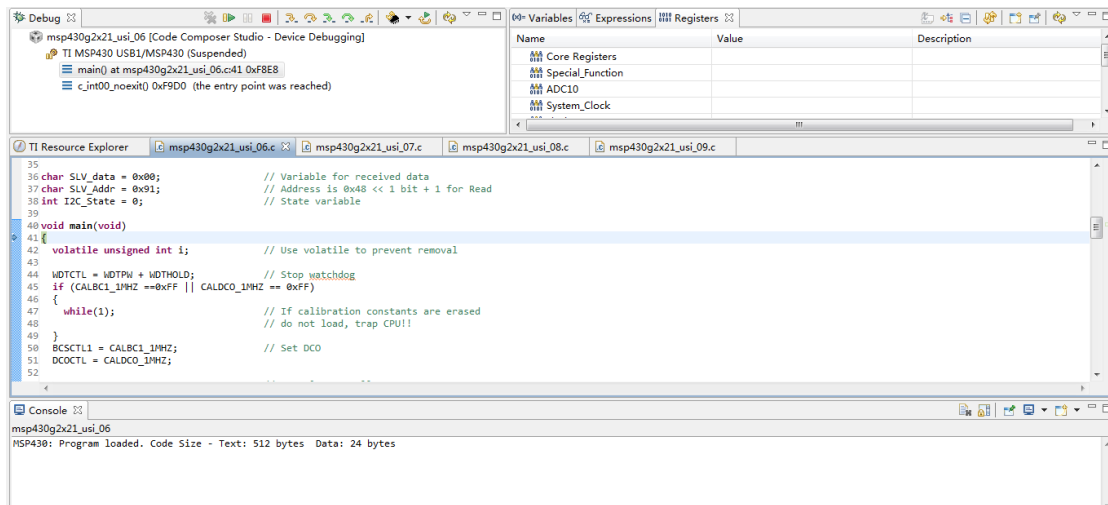 Debug
(x)= Variables Expressions Registers
msp430g2x21_usi_06 [Code Composer Studio - Device Debugging]
TI MSP430 USB1/MSP430 (Suspended)
main() at msp430g2x21_usi_06.c:41 0xF8E8
c_int00_noexit() 0xF9D0 (the entry point was reached)
Name Value Description
Core Registers
Special_Function
ADC10
System_Clock
TI Resource Explorer msp430g2x21_usi_06.c msp430g2x21_usi_07.c msp430g2x21_usi_08.c msp430g2x21_usi_09.c
35
36 char SLV_data = 0x00; // Variable for received data
37 char SLV_Addr = 0x91; // Address is 0x48 << 1 bit + 1 for Read
38 int I2C_State = 0; // State variable
39
40 void main(void)
41 {
42 volatile unsigned int i; // Use volatile to prevent removal
43
44 WDTCTL = WDTPW + WDTHOLD; // Stop watchdog
45 if (CALBC1_1MHZ ==0xFF || CALDCO_1MHZ == 0xFF)
46 {
47 while(1); // If calibration constants are erased
48 // do not load, trap CPU!!
49 }
50 BCSCTL1 = CALBC1_1MHZ; // Set DCO
51 DCOCTL = CALDCO_1MHZ;
52
Console
msp430g2x21_usi_06
MSP430: Program loaded. Code Size - Text: 512 bytes Data: 24 bytes